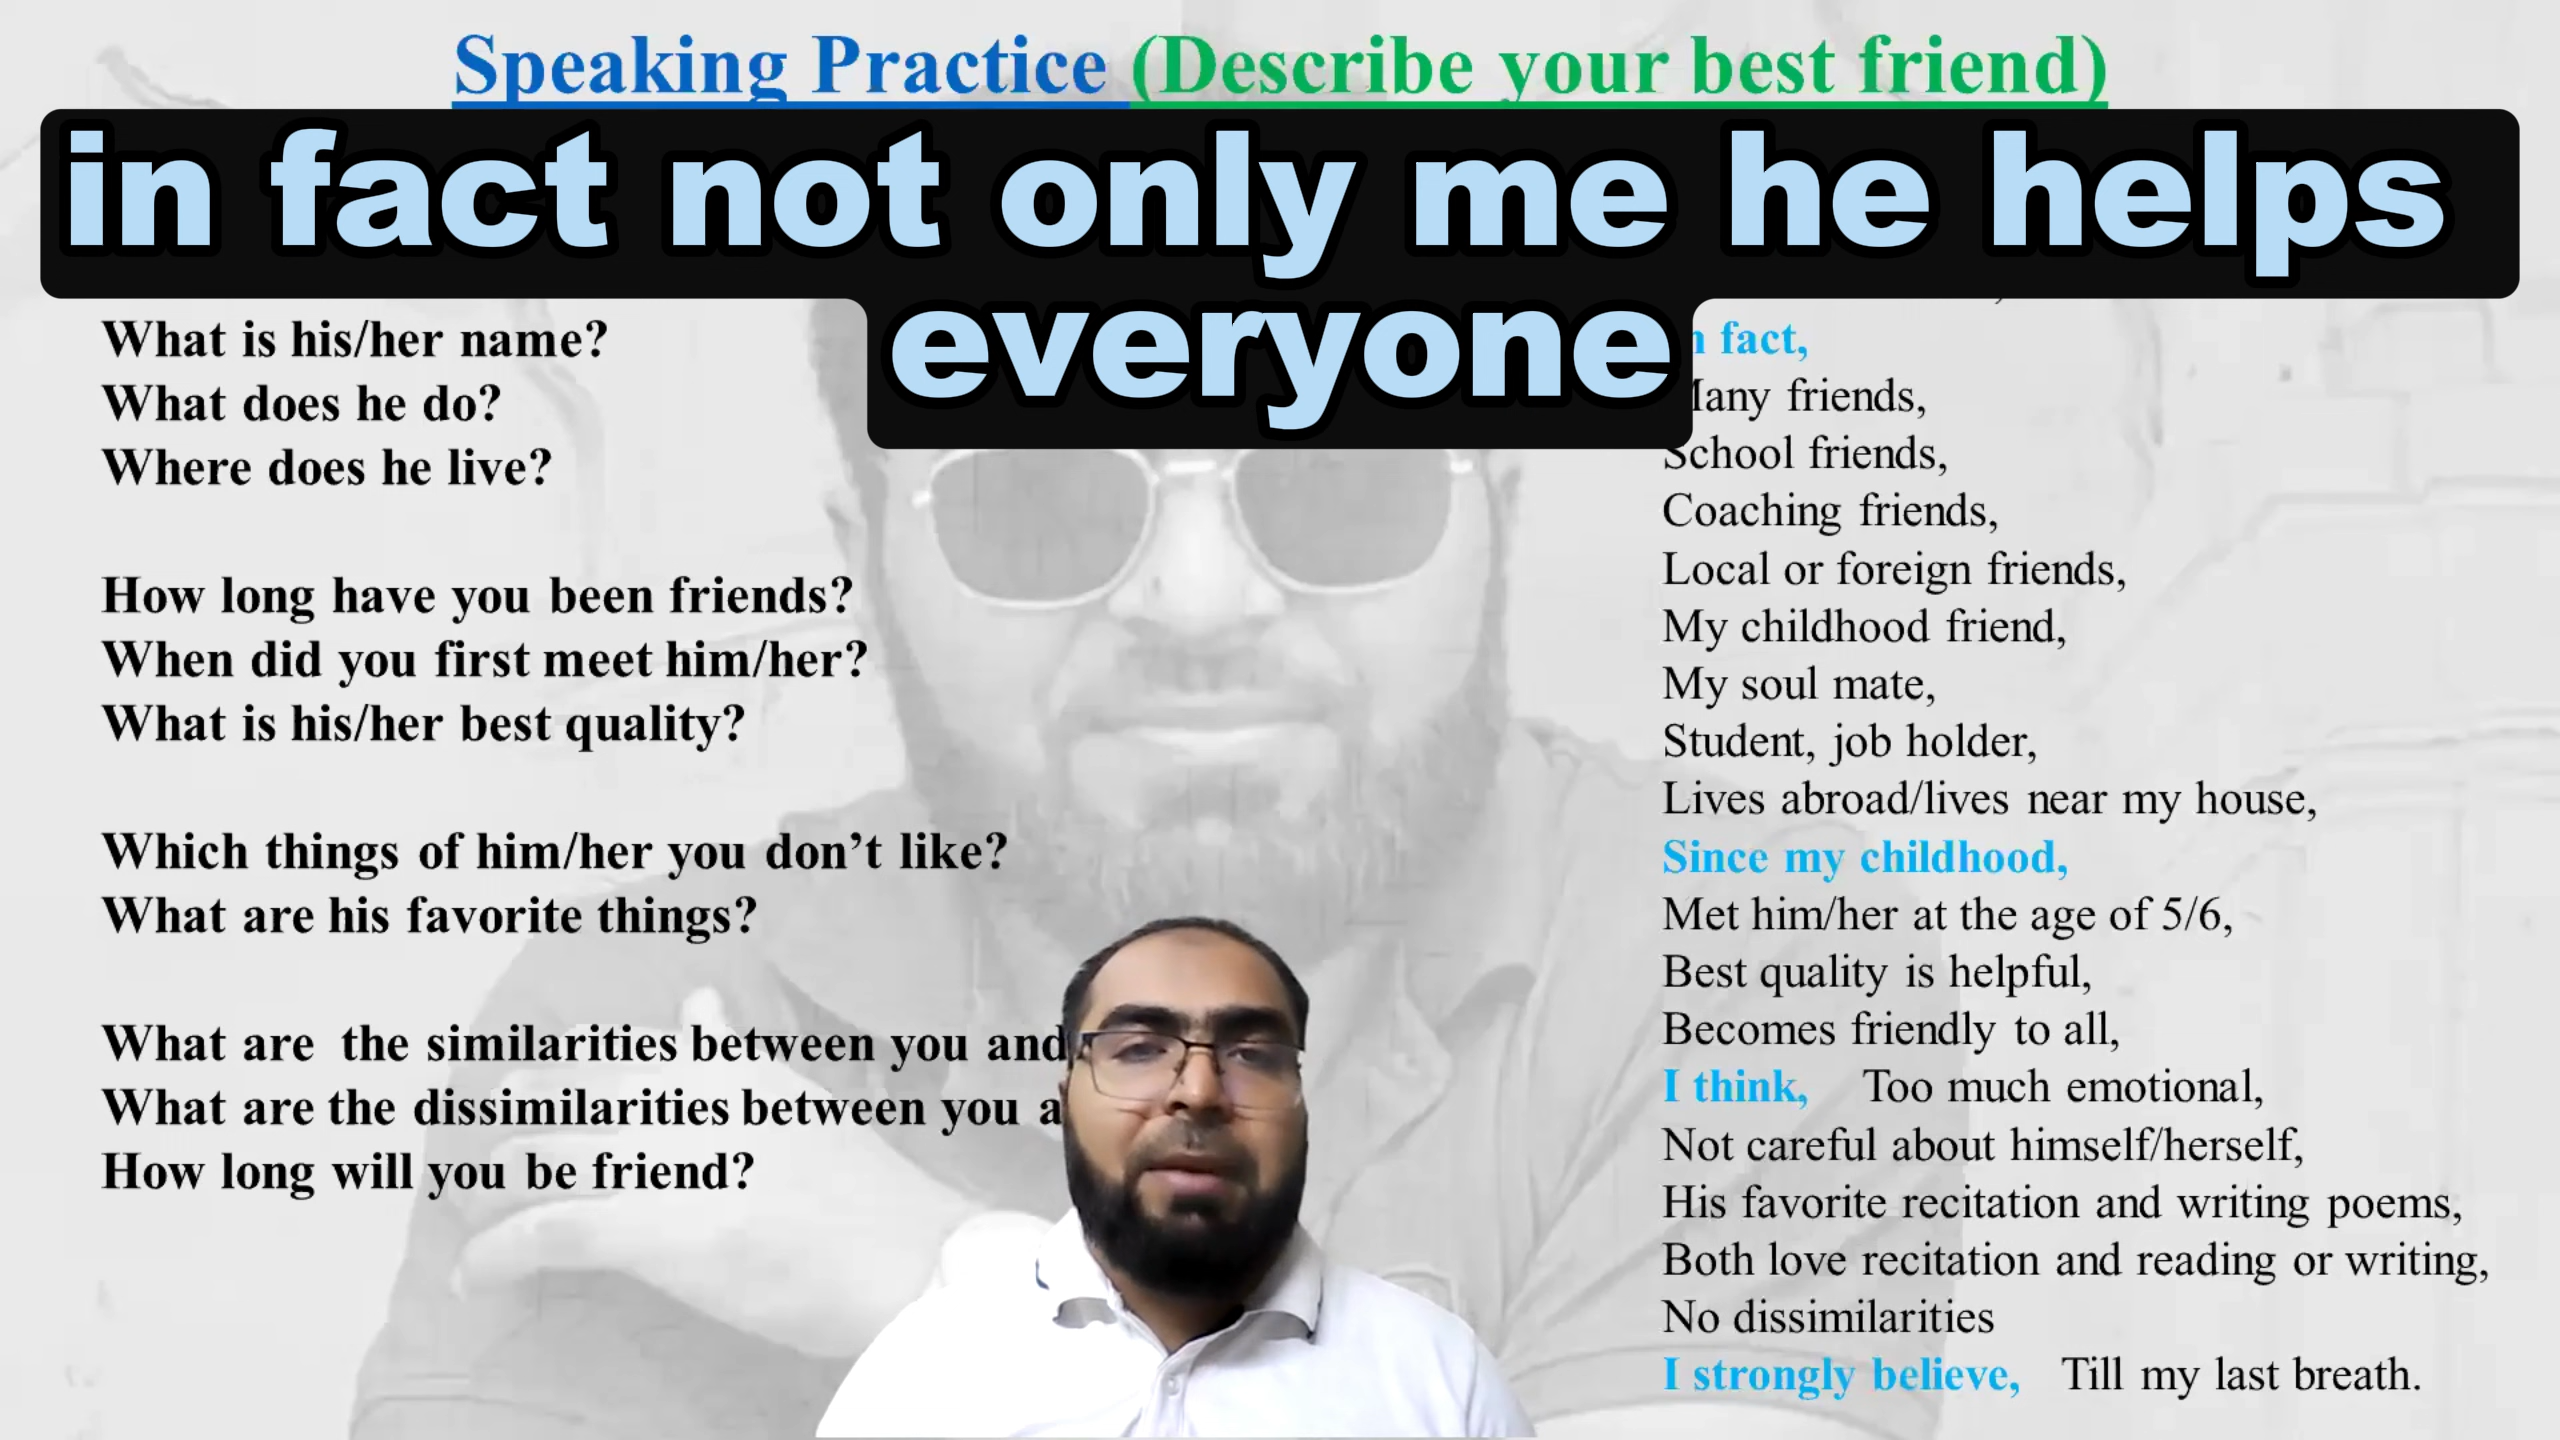 Speaking Practice (Describe your best friend)
in fact not only me he helps
everyone
What is his/her name?
What does he do?
Where does he live?
How long have you been friends?
When did you first meet him/her?
What is his/her best quality?
Which things of him/her you don’t like?
What are his favorite things?
What are the similarities between you and
What are the dissimilarities between you
How long will you be friend?
fact,
Many friends,
School friends,
Coaching friends,
Local or foreign friends,
My childhood friend,
My soul mate,
Student, job holder,
Lives abroad/lives near my house,
Since my childhood,
Met him/her at the age of 5/6,
Best quality is helpful,
Becomes friendly to all,
I think, Too much emotional,
Not careful about himself/herself,
His favorite recitation and writing poems,
Both love recitation and reading or writing,
No dissimilarities
I strongly believe, Till my last breath.